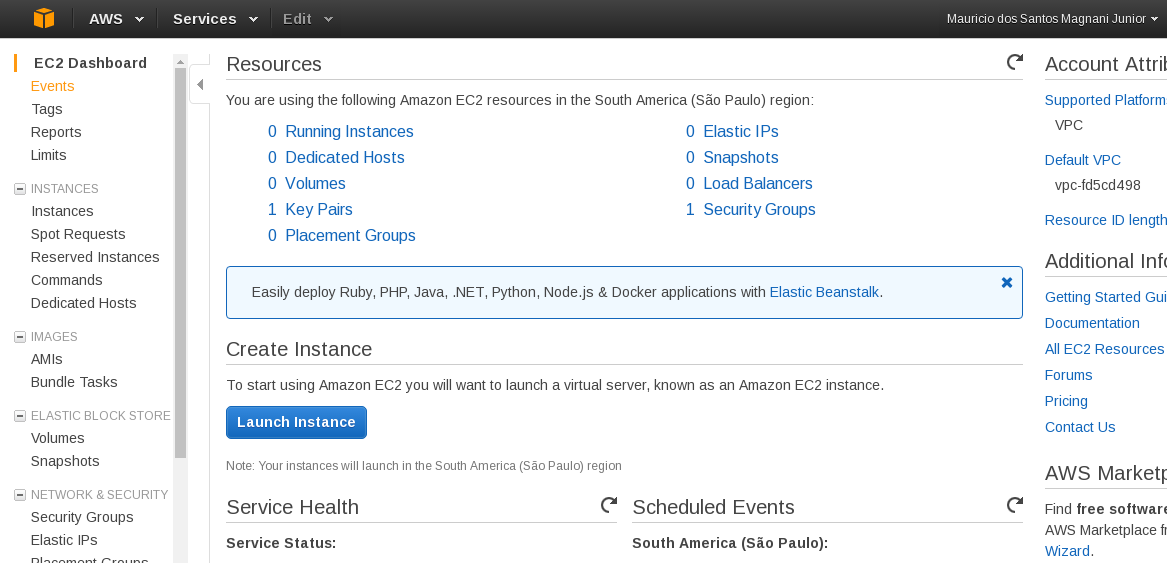 AWS Services Edit Mauricio dos Santos Magnani Junior
EC2 Dashboard
Events
Tags
Reports
Limits
INSTANCES
Instances
Spot Requests
Reserved Instances
Commands
Dedicated Hosts
IMAGES
AMIs
Bundle Tasks
ELASTIC BLOCK STORE
Volumes
Snapshots
NETWORK & SECURITY
Security Groups
Elastic IPs
Placement Groups
Resources
You are using the following Amazon EC2 resources in the South America (São Paulo) region:
0 Running Instances
0 Elastic IPs
0 Dedicated Hosts
0 Snapshots
0 Volumes
0 Load Balancers
1 Key Pairs
1 Security Groups
0 Placement Groups
Easily deploy Ruby, PHP, Java, .NET, Python, Node.js & Docker applications with Elastic Beanstalk.
Create Instance
To start using Amazon EC2 you will want to launch a virtual server, known as an Amazon EC2 instance.
Launch Instance
Note: Your instances will launch in the South America (São Paulo) region
Service Health
Service Status:
Scheduled Events
South America (São Paulo):
Account Attrib
Supported Platforms
VPC
Default VPC
vpc-fd5cd498
Resource ID length
Additional Info
Getting Started Gui
Documentation
All EC2 Resources
Forums
Pricing
Contact Us
AWS Marketp
Find free software
AWS Marketplace fr
Wizard.